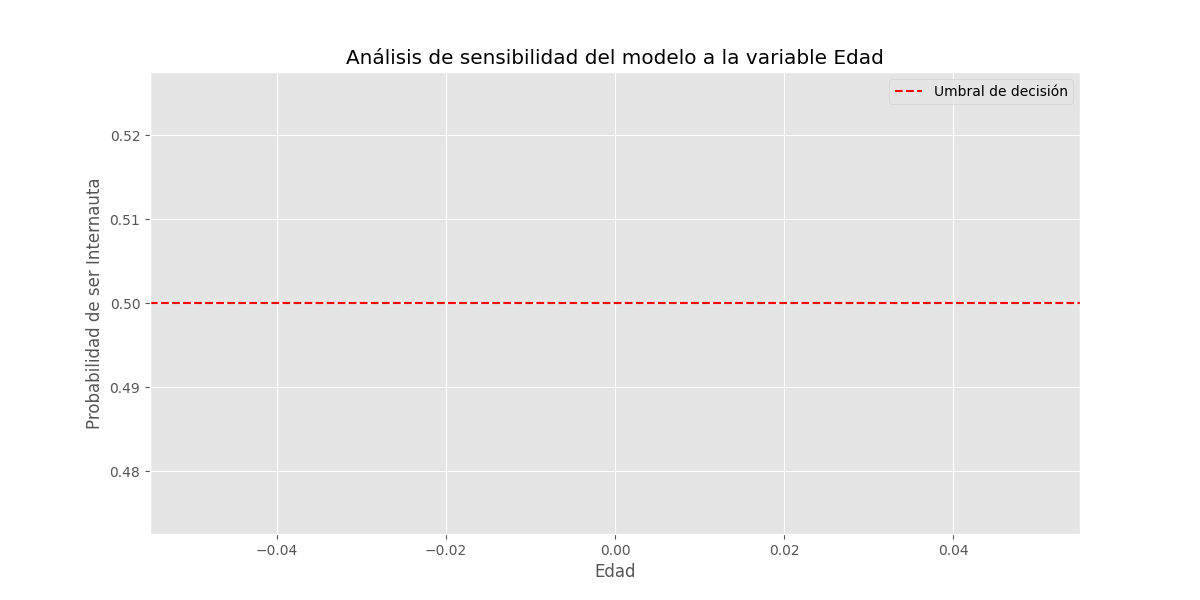 Análisis de sensibilidad del modelo a la variable Edad
Umbral de decisión
Probabilidad de ser Internauta
0.52
0.51
0.50
0.49
0.48
−0.04
−0.02
0.00
0.02
0.04
Edad